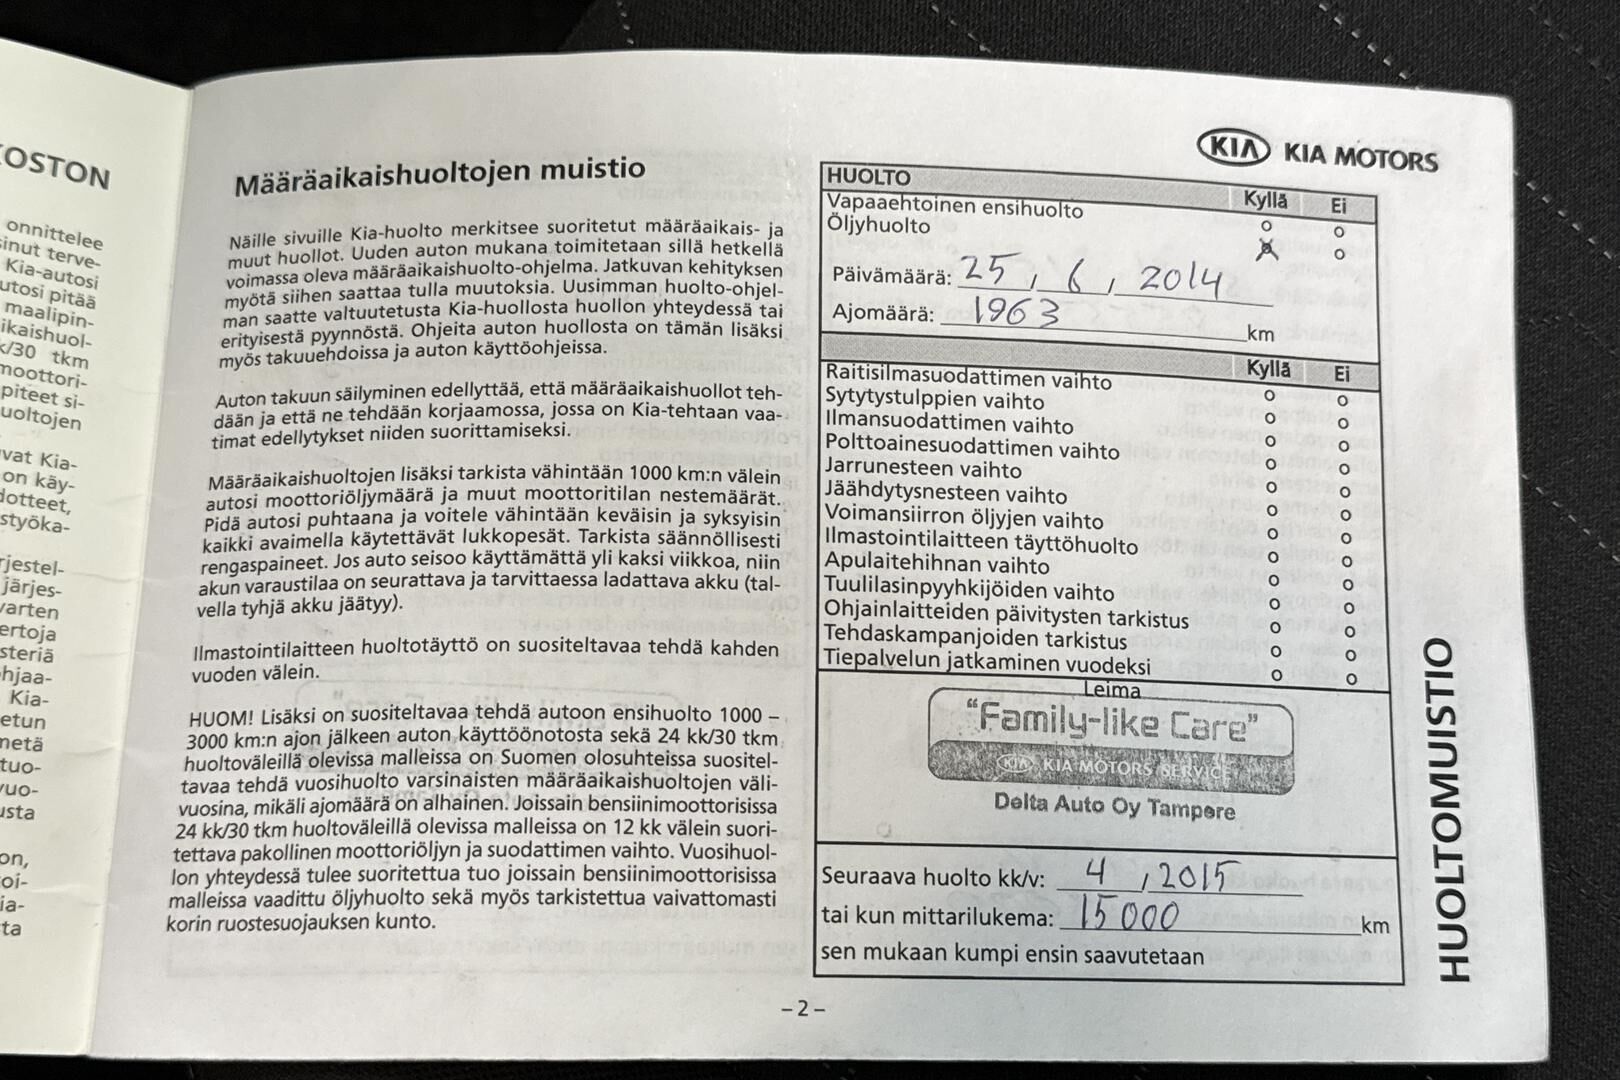 OSTON
onnittelee
sinut terve-
Kia-autosi
utosi pitää
maalipin-
ikaishuol-
k/30 tkm
moottori-
piteet si-
uoltojen
vat Kia-
on käy-
dotteet,
styöka-
rjestel-
järjes-
varten
ertoja
steriä
hjaa-
Kia-
etun
metä
tuo-
vuo-
usta
on,
oi-
ia-
ta
Määräaikaishuoltojen muistio
Näille sivuille Kia-huolto merkitsee suoritetut määräaikais- ja
muut huollot. Uuden auton mukana toimitetaan sillä hetkellä
voimassa oleva määräaikaishuolto-ohjelma. Jatkuvan kehityksen
myötä siihen saattaa tulla muutoksia. Uusimman huolto-ohjel-
man saatte valtuutetusta Kia-huollosta huollon yhteydessä tai
erityisestä pyynnöstä. Ohjeita auton huollosta on tämän lisäksi
myös takuuehdoissa ja auton käyttöohjeissa.
Auton takuun säilyminen edellyttää, että määräaikaishuollot teh-
dään ja että ne tehdään korjaamossa, jossa on Kia-tehtaan vaa-
timat edellytykset niiden suorittamiseksi.
Määräaikaishuoltojen lisäksi tarkista vähintään 1000 km:n välein
autosi moottoriöljymäärä ja muut moottoritilan nestemäärät.
Pidä autosi puhtaana ja voitele vähintään keväisin ja syksyisin
kaikki avaimella käytettävät lukkopesät. Tarkista säännöllisesti
rengaspaineet. Jos auto seisoo käyttämättä yli kaksi viikkoa, niin
akun varaustilaa on seurattava ja tarvittaessa ladattava akku (tal-
vella tyhjä akku jäätyy).
Ilmastointilaitteen huoltotäyttö on suositeltavaa tehdä kahden
vuoden välein.
HUOM! Lisäksi on suositeltavaa tehdä autoon ensihuolto 1000 –
3000 km:n ajon jälkeen auton käyttöönotosta sekä 24 kk/30 tkm
huoltoväleillä olevissa malleissa on Suomen olosuhteissa suositel-
tavaa tehdä vuosihuolto varsinaisten määräaikaishuoltojen väli-
vuosina, mikäli ajomäärä on alhainen. Joissain bensiinimoottorisissa
24 kk/30 tkm huoltoväleillä olevissa malleissa on 12 kk välein suori-
tettava pakollinen moottoriöljyn ja suodattimen vaihto. Vuosihuol-
lon yhteydessä tulee suoritettua tuo joissain bensiinimoottorisissa
malleissa vaadittu öljyhuolto sekä myös tarkistettua vaivattomasti
korin ruostesuojauksen kunto.
KIA KIA MOTORS
HUOLTO Kyllä Ei
Vapaaehtoinen ensihuolto o o
Öljyhuolto x o
Päivämäärä: 25 , 6 , 2014
Ajomäärä: 1963 km
Kyllä Ei
Raitisilmasuodattimen vaihto o o
Sytytystulppien vaihto o o
Ilmansuodattimen vaihto o o
Polttoainesuodattimen vaihto o o
Jarrunesteen vaihto o o
Jäähdytysnesteen vaihto o o
Voimansiirron öljyjen vaihto o o
Ilmastointilaitteen täyttöhuolto o o
Apulaitehihnan vaihto o o
Tuulilasinpyyhkijöiden vaihto o o
Ohjainlaitteiden päivitysten tarkistus o o
Tehdaskampanjoiden tarkistus o o
Tiepalvelun jatkaminen vuodeksi o o
Leima
"Family-like Care"
KIA KIA MOTORS SERVICE
Delta Auto Oy Tampere
Seuraava huolto kk/v: 4 , 2015
tai kun mittarilukema: 15 000 km
sen mukaan kumpi ensin saavutetaan
HUOLTOMUISTIO
– 2 –